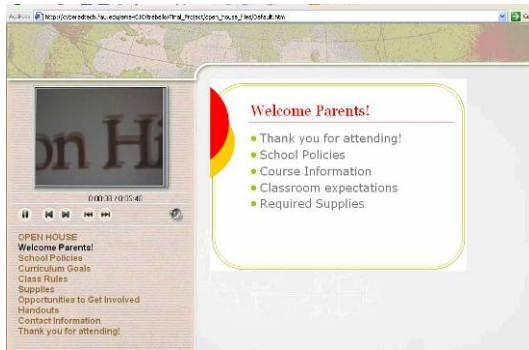 Address
on Hi
0:00:33 / 0:05:40
OPEN HOUSE
Welcome Parents!
School Policies
Curriculum Goals
Class Rules
Supplies
Opportunities to Get Involved
Handouts
Contact Information
Thank you for attending!
Welcome Parents!
Thank you for attending!
School Policies
Course Information
Classroom expectations
Required Supplies